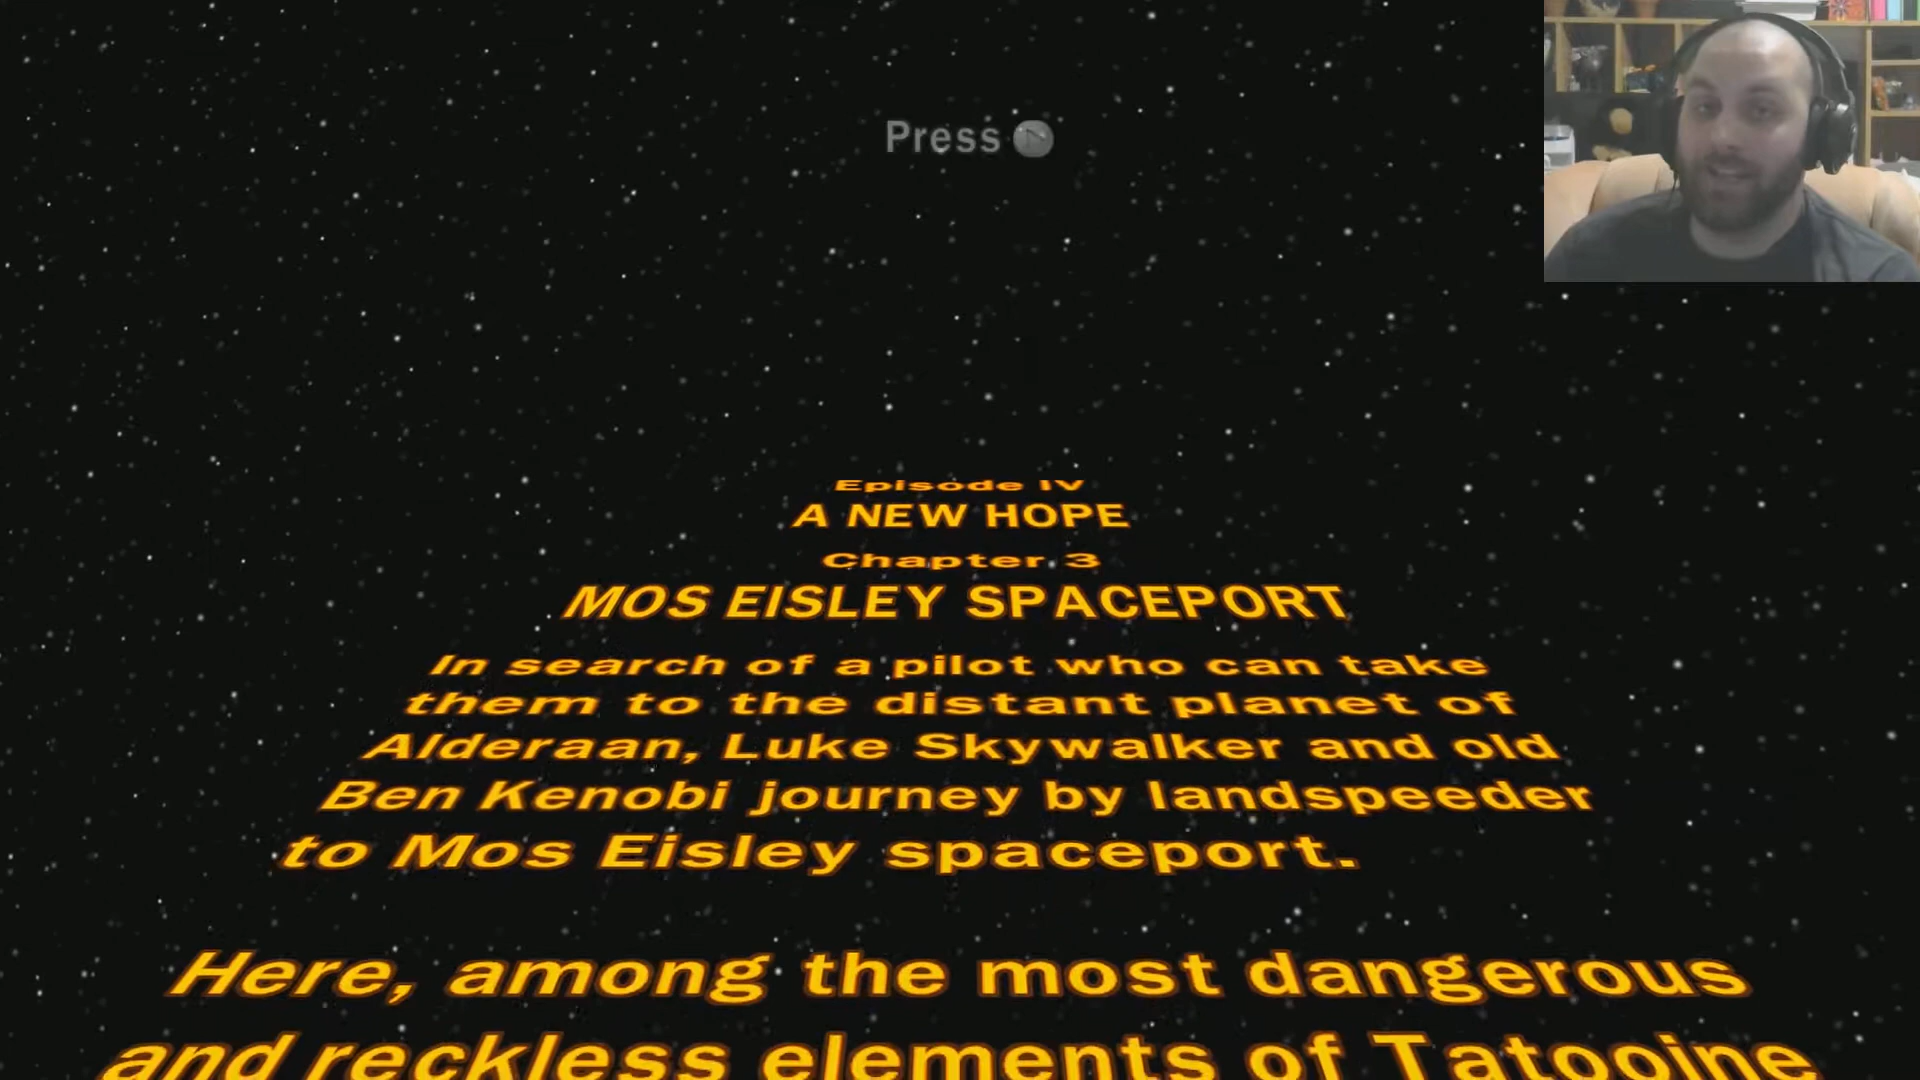 Press
Episode IV
A NEW HOPE
Chapter 3
MOS EISLEY SPACEPORT
In search of a pilot who can take
them to the distant planet of
Alderaan, Luke Skywalker and old
Ben Kenobi journey by landspeeder
to Mos Eisley spaceport.
Here, among the most dangerous
and reckless elements of Tatooine